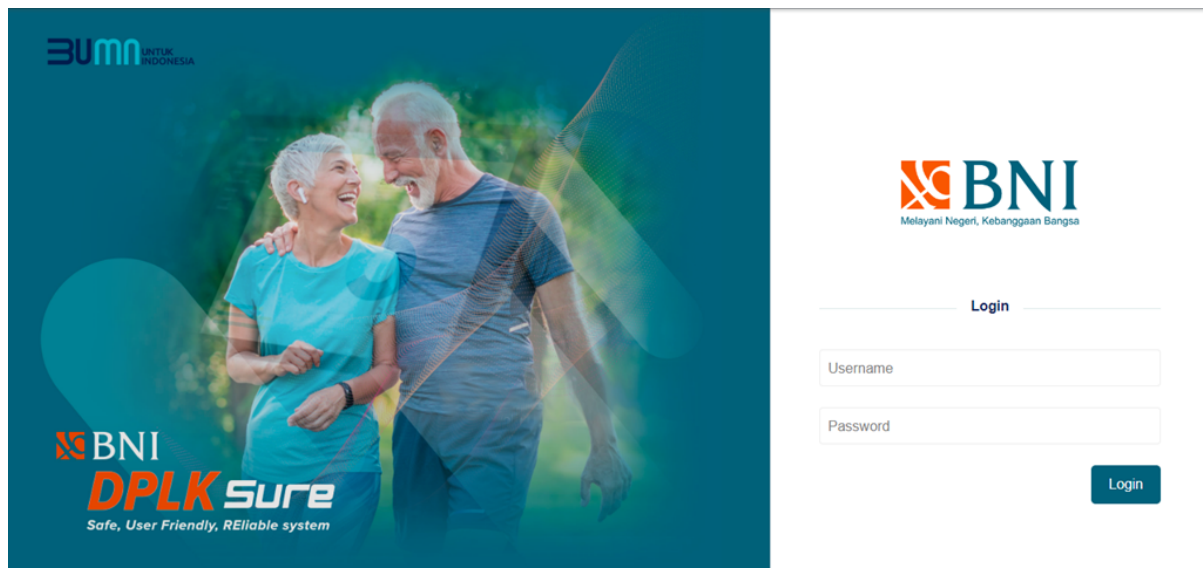 BUMN UNTUK
INDONESIA
BNI
DPLK Sure
Safe, User Friendly, REliable system
BNI
Melayani Negeri, Kebanggaan Bangsa
Login
Username
Password
Login